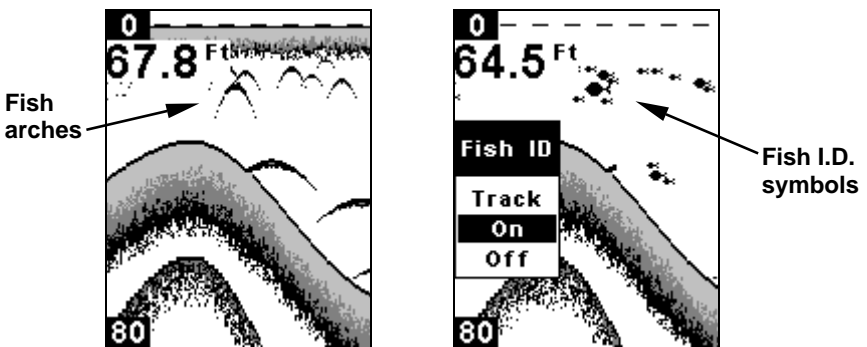 0
67.8 Ft
Fish
arches
80
0
64.5 Ft
Fish ID
Track
On
Off
80
Fish I.D.
symbols